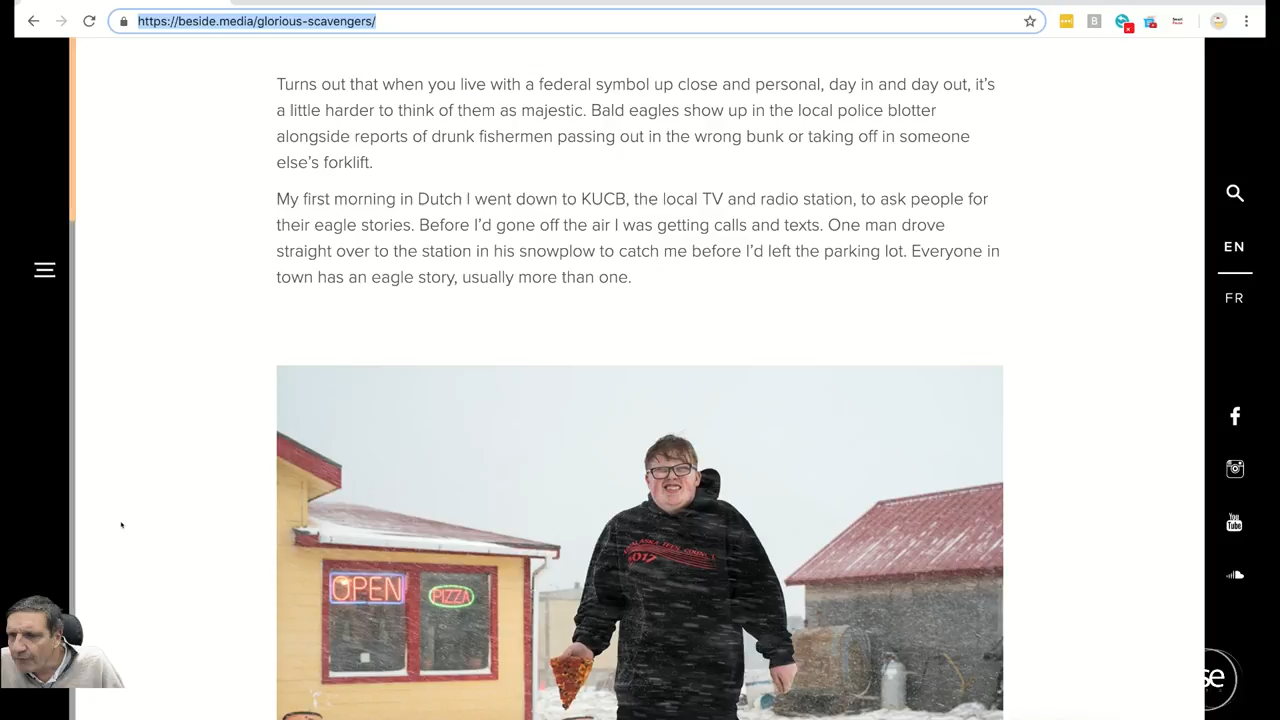 https://beside.media/glorious-scavengers/
Turns out that when you live with a federal symbol up close and personal, day in and day out, it's
a little harder to think of them as majestic. Bald eagles show up in the local police blotter
alongside reports of drunk fishermen passing out in the wrong bunk or taking off in someone
else's forklift.
My first morning in Dutch I went down to KUCB, the local TV and radio station, to ask people for
their eagle stories. Before I'd gone off the air I was getting calls and texts. One man drove
straight over to the station in his snowplow to catch me before I'd left the parking lot. Everyone in
town has an eagle story, usually more than one.
EN
FR
You
Tube
OPEN
PIZZA
2017
se